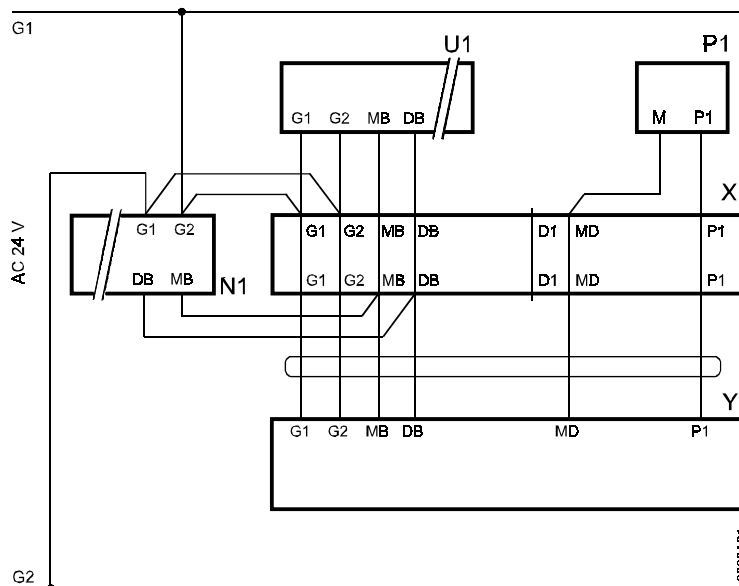 G1
U1
P1
G1 G2 MB DB
M P1
X
AC 24 V
G1 G2
G1 G2 MB DB D1 MD P1
DB MB
N1
G1 G2 MB DB D1 MD P1
Y
G1 G2 MB DB MD P1
G2